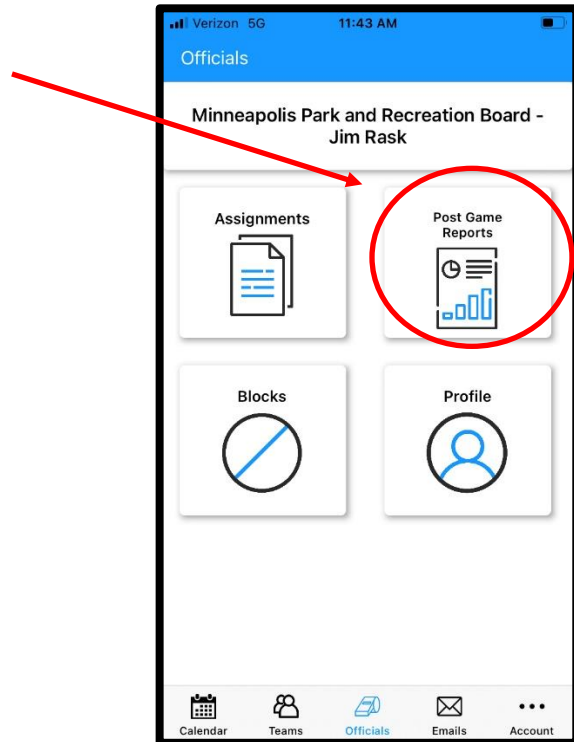 Verizon 5G 11:43 AM
Officials
Minneapolis Park and Recreation Board -
Jim Rask
Assignments
Post Game
Reports
Blocks
Profile
Calendar Teams Officials Emails Account